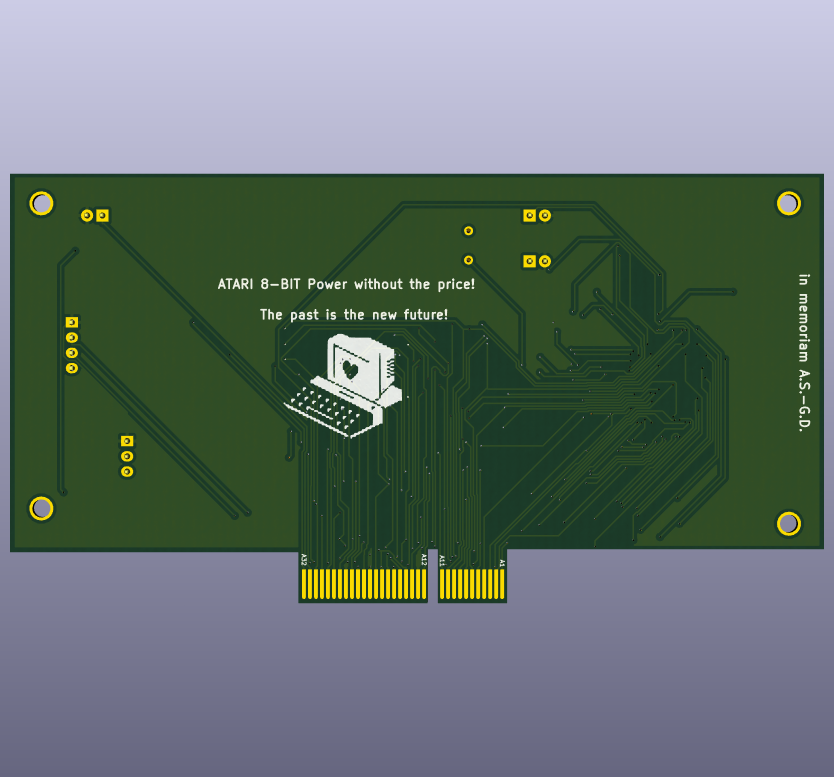 ATARI 8-BIT Power without the price!
The past is the new future!
in memoriam A.S.-G.D.
A32
A12
A11
A1